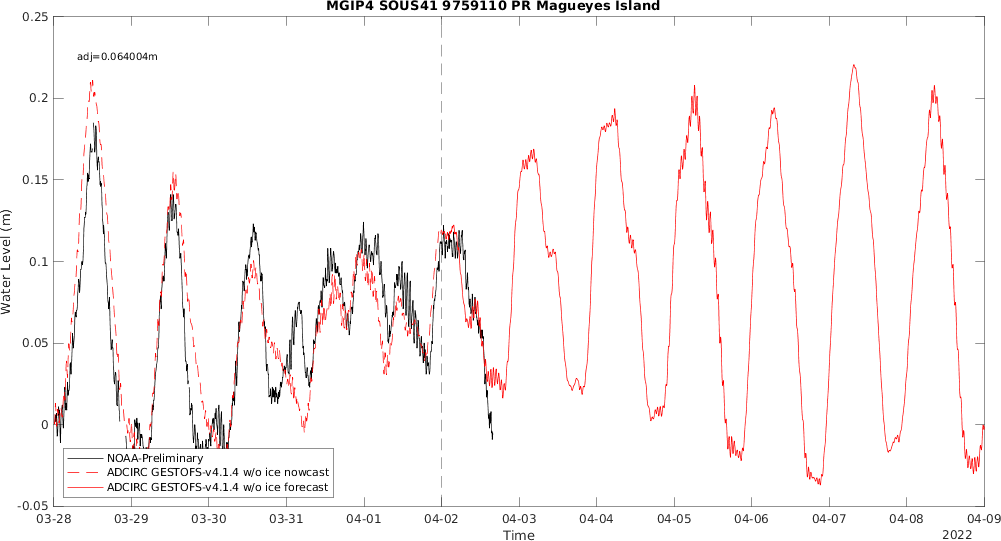 MGIP4 SOUS41 9759110 PR Magueyes Island
adj=0.064004m
Water Level (m)
0.25
0.2
0.15
0.1
0.05
0
-0.05
NOAA-Preliminary
ADCIRC GESTOFS-v4.1.4 w/o ice nowcast
ADCIRC GESTOFS-v4.1.4 w/o ice forecast
03-28 03-29 03-30 03-31 04-01 04-02 04-03 04-04 04-05 04-06 04-07 04-08 04-09
Time
2022